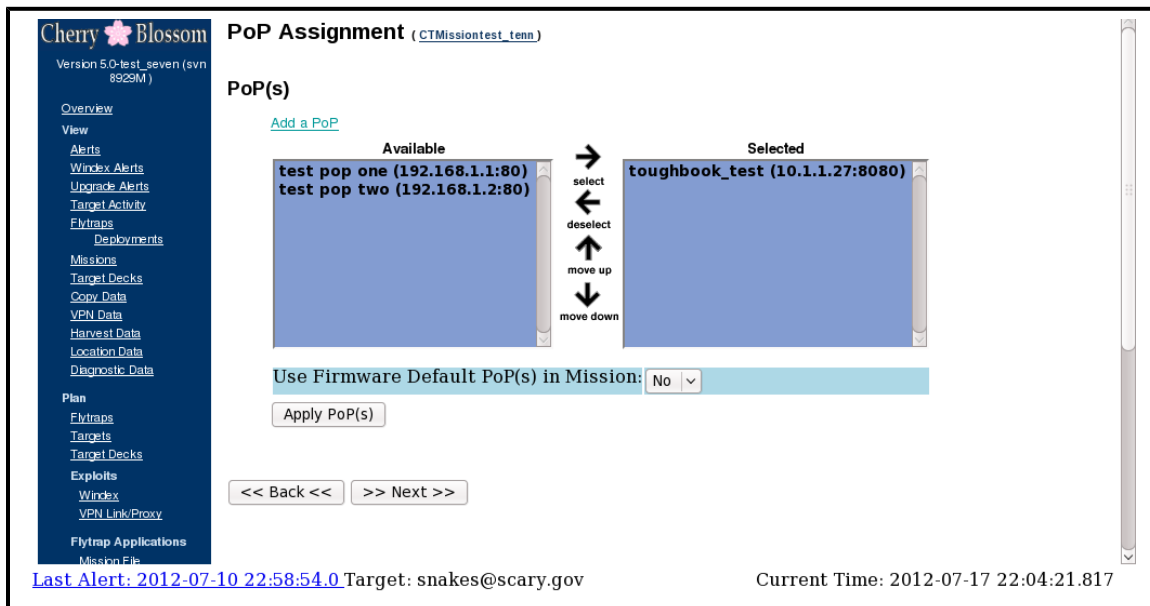 Cherry Blossom
Version 5.0-test_seven (svn
8929M )
Overview
View
Alerts
Windex Alerts
Upgrade Alerts
Target Activity
Flytraps
Deployments
Missions
Target Decks
Copy Data
VPN Data
Harvest Data
Location Data
Diagnostic Data
Plan
Flytraps
Targets
Target Decks
Exploits
Windex
VPN Link/Proxy
Flytrap Applications
Mission File
PoP Assignment ( CTMissiontest_tenn )
PoP(s)
Add a PoP
Available
test pop one (192.168.1.1:80)
test pop two (192.168.1.2:80)
select
deselect
move up
move down
Selected
toughbook_test (10.1.1.27:8080)
Use Firmware Default PoP(s) in Mission: No
Apply PoP(s)
<< Back << >> Next >>
Last Alert: 2012-07-10 22:58:54.0 Target: snakes@scary.gov Current Time: 2012-07-17 22:04:21.817